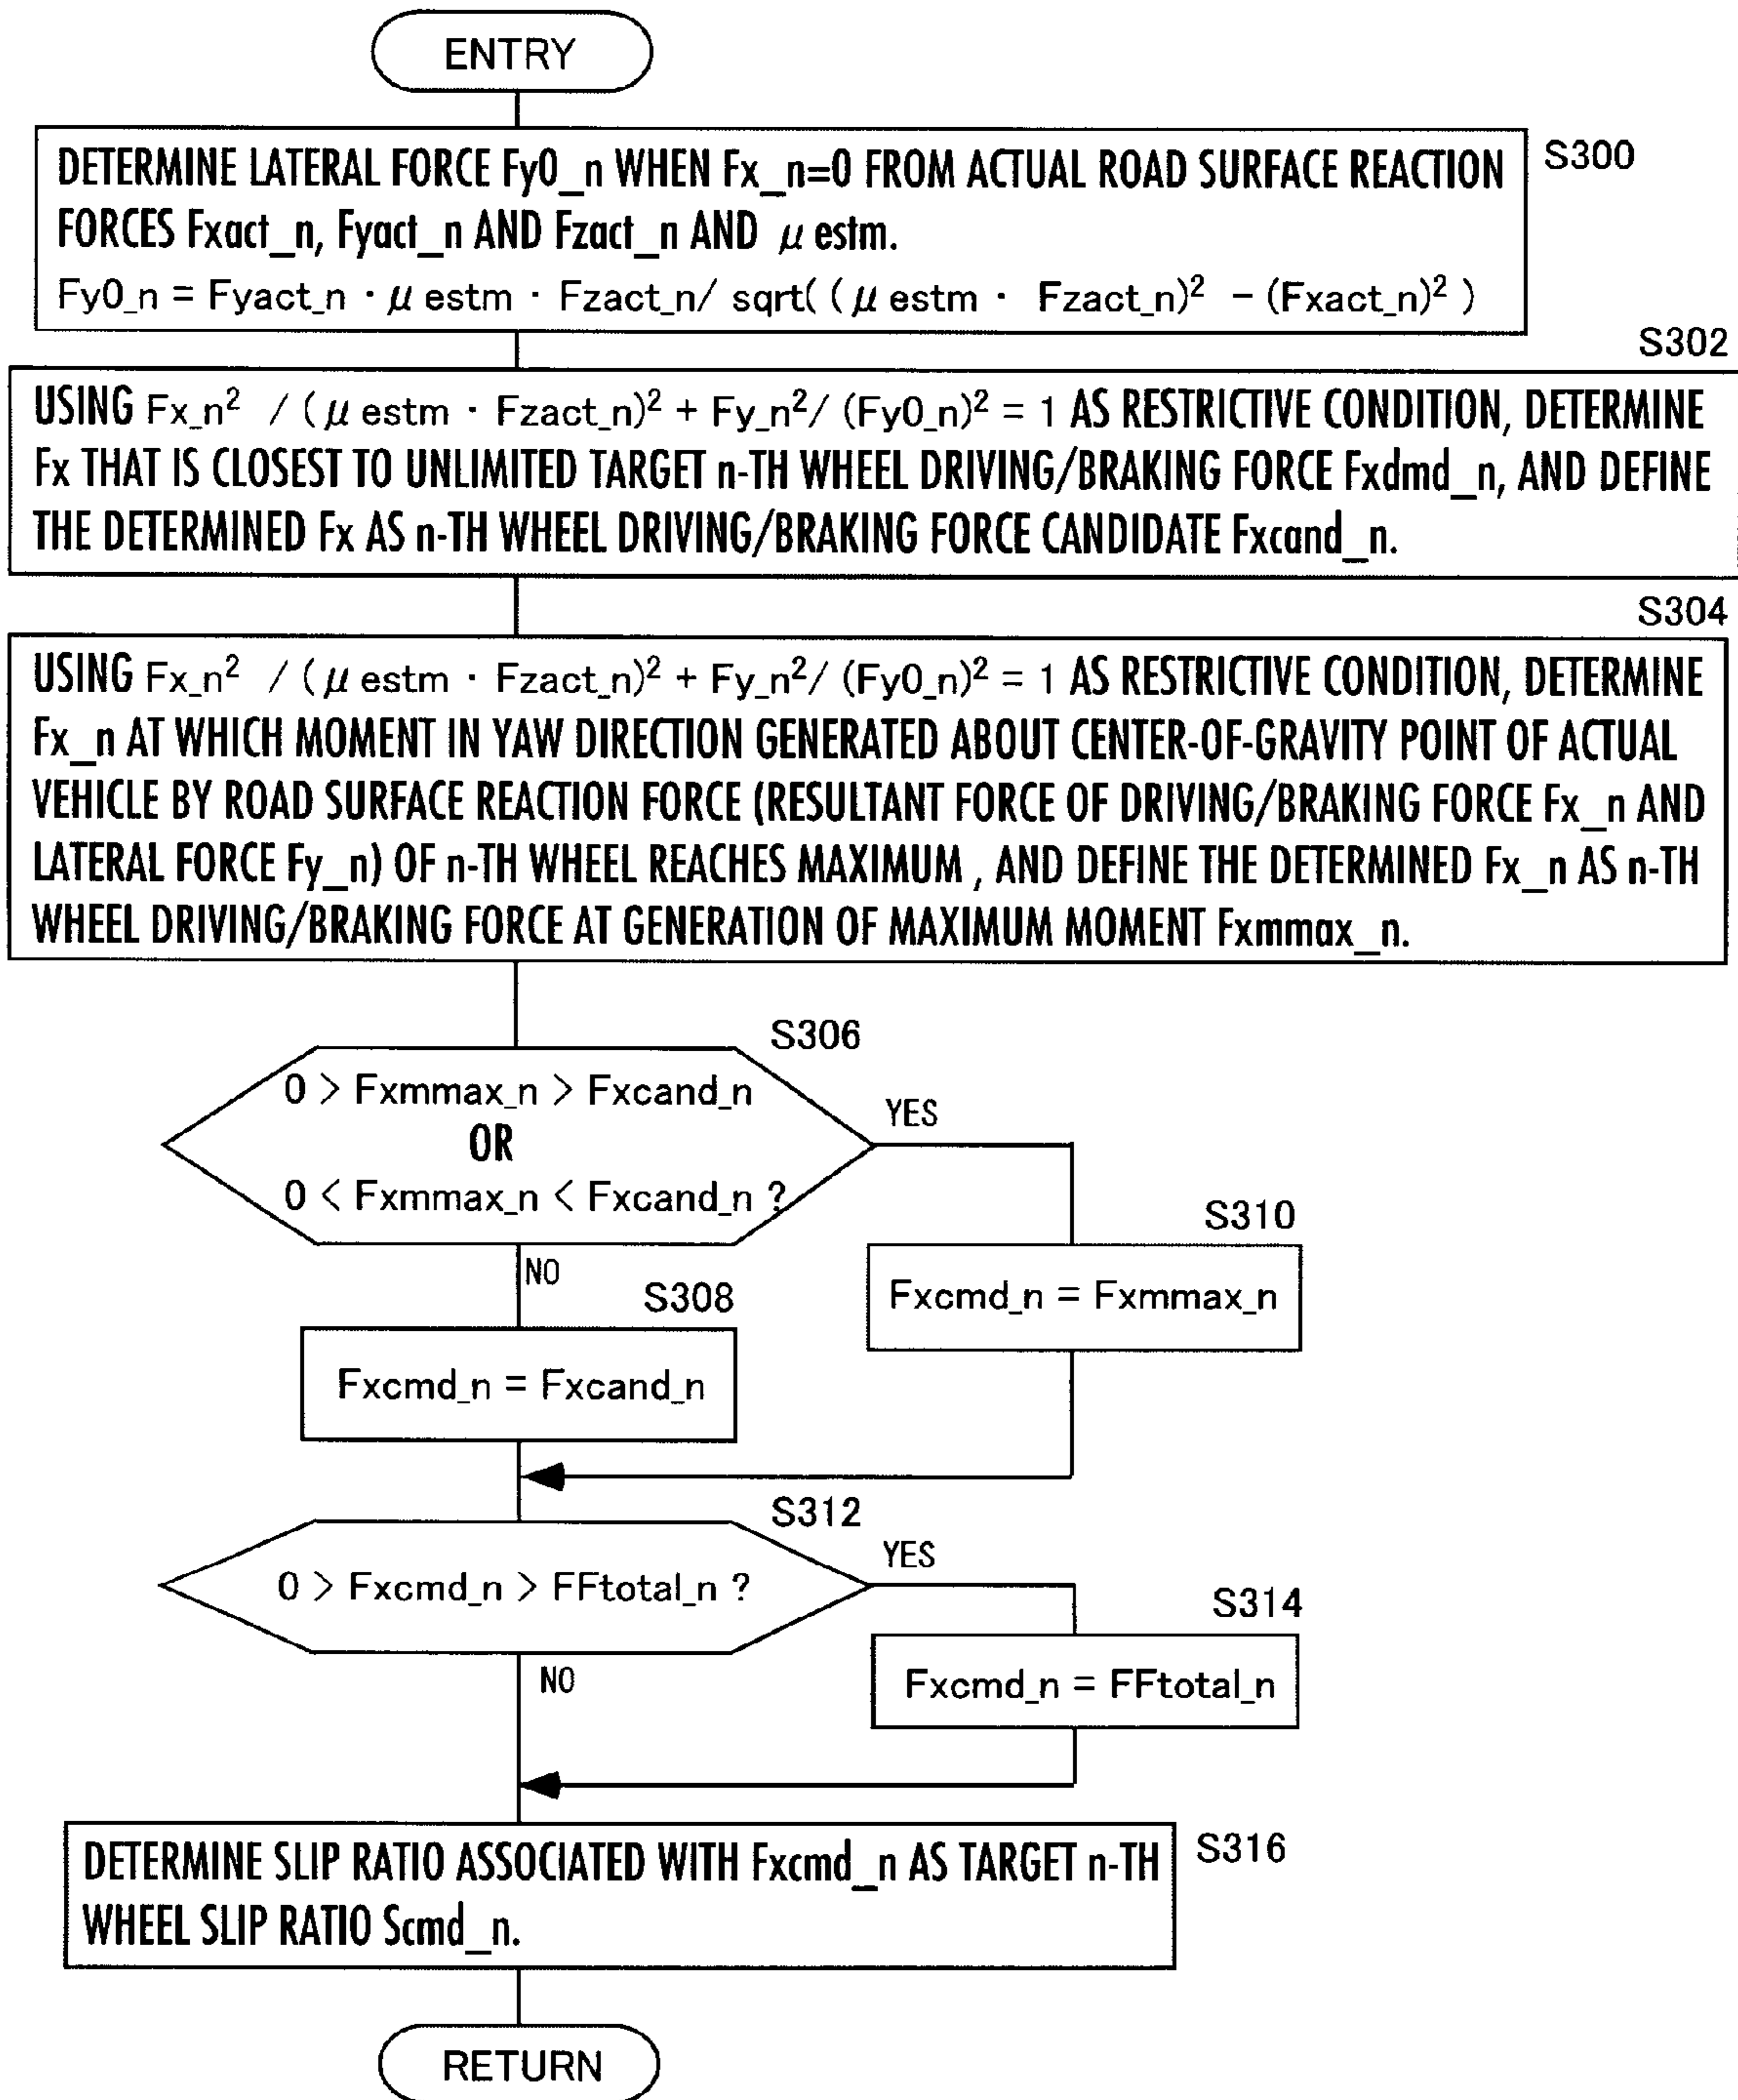 ENTRY
S300
DETERMINE LATERAL FORCE Fy0_n WHEN Fx_n=0 FROM ACTUAL ROAD SURFACE REACTION
FORCES Fxact_n, Fyact_n AND Fzact_n AND μ estm.
Fy0_n = Fyact_n · μ estm · Fzact_n/ sqrt( ( μ estm · Fzact_n)² − (Fxact_n)² )
S302
USING Fx_n² / ( μ estm · Fzact_n)² + Fy_n²/ (Fy0_n)² = 1 AS RESTRICTIVE CONDITION, DETERMINE
Fx THAT IS CLOSEST TO UNLIMITED TARGET n-TH WHEEL DRIVING/BRAKING FORCE Fxdmd_n, AND DEFINE
THE DETERMINED Fx AS n-TH WHEEL DRIVING/BRAKING FORCE CANDIDATE Fxcand_n.
S304
USING Fx_n² / ( μ estm · Fzact_n)² + Fy_n²/ (Fy0_n)² = 1 AS RESTRICTIVE CONDITION, DETERMINE
Fx_n AT WHICH MOMENT IN YAW DIRECTION GENERATED ABOUT CENTER-OF-GRAVITY POINT OF ACTUAL
VEHICLE BY ROAD SURFACE REACTION FORCE (RESULTANT FORCE OF DRIVING/BRAKING FORCE Fx_n AND
LATERAL FORCE Fy_n) OF n-TH WHEEL REACHES MAXIMUM , AND DEFINE THE DETERMINED Fx_n AS n-TH
WHEEL DRIVING/BRAKING FORCE AT GENERATION OF MAXIMUM MOMENT Fxmmax_n.
S306
0 > Fxmmax_n > Fxcand_n
OR
0 < Fxmmax_n < Fxcand_n ?
YES
NO
S310
Fxcmd_n = Fxmmax_n
S308
Fxcmd_n = Fxcand_n
S312
0 > Fxcmd_n > FFtotal_n ?
YES
NO
S314
Fxcmd_n = FFtotal_n
S316
DETERMINE SLIP RATIO ASSOCIATED WITH Fxcmd_n AS TARGET n-TH
WHEEL SLIP RATIO Scmd_n.
RETURN